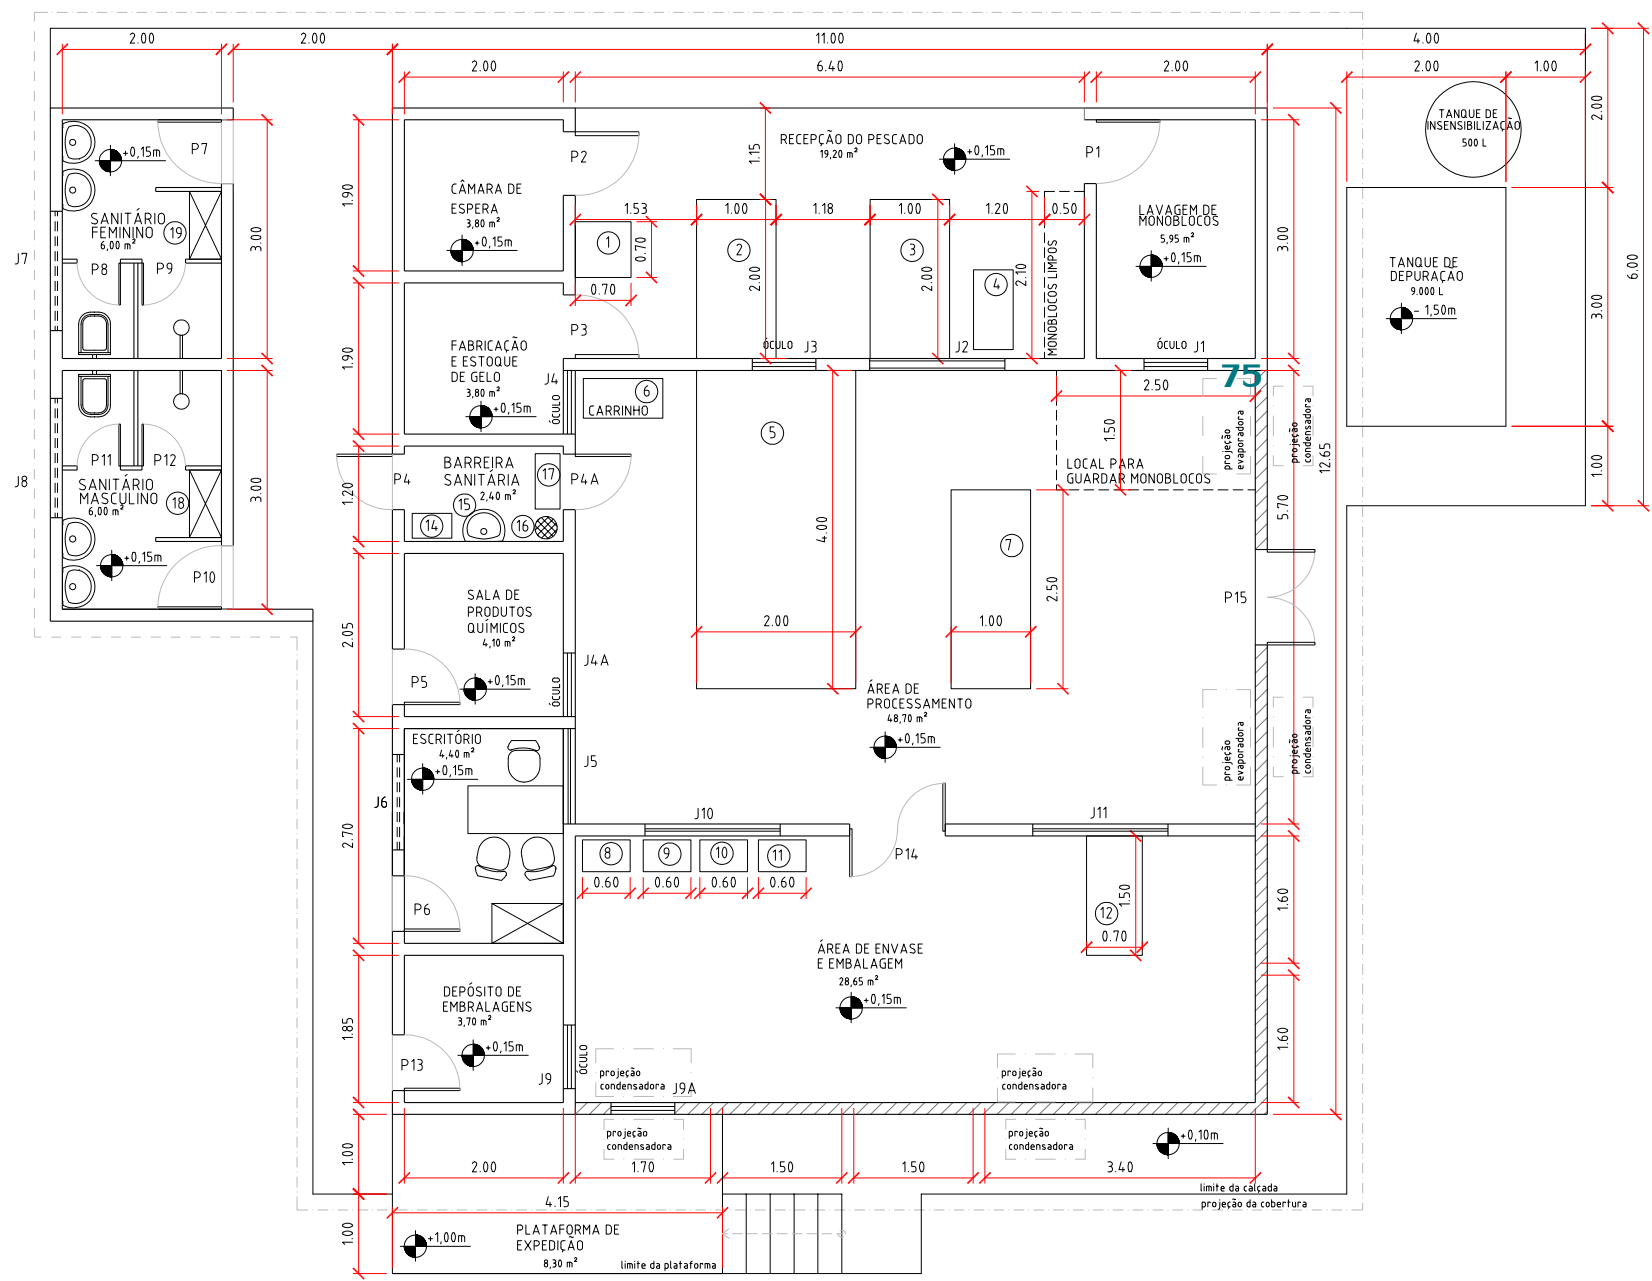 2.00
2.00
11.00
4.00
2.00
6.40
2.00
2.00
1.00
P7
+0,15m
SANITÁRIO
FEMININO
6,00 m²
19
P8
P9
J7
3.00
2.00
1.90
CÂMARA DE
ESPERA
3,80 m²
+0,15m
P2
1.15
RECEPÇÃO DO PESCADO
19,20 m²
+0,15m
P1
1.53
1.00
1.18
1.00
1.20
0.50
1
0.70
0.70
2
2.00
3
2.00
4
2.10
MONOBLOCOS LIMPOS
LAVAGEM DE
MONOBLOCOS
5,95 m²
+0,15m
3.00
TANQUE DE
INSENSIBILIZAÇÃO
500 L
TANQUE DE
DEPURAÇÃO
9.000 L
- 1,50m
3.00
6.00
1.00
P3
1.90
FABRICAÇÃO
E ESTOQUE
DE GELO
3,80 m²
+0,15m
J4
ÓCULO
ÓCULO
J3
J2
ÓCULO
J1
75
6
CARRINHO
5
4.00
2.50
1.50
LOCAL PARA
GUARDAR MONOBLOCOS
projeção
evaporadora
projeção
condensadora
12.65
5.70
J8
P11
P12
SANITÁRIO
MASCULINO
6,00 m²
18
+0,15m
P10
3.00
1.20
P4
BARREIRA
SANITÁRIA
2,40 m²
17
P4A
14
15
16
7
2.50
P15
2.05
SALA DE
PRODUTOS
QUÍMICOS
4,10 m²
+0,15m
P5
J4A
ÓCULO
2.00
1.00
ÁREA DE
PROCESSAMENTO
48,70 m²
+0,15m
projeção
evaporadora
projeção
condensadora
ESCRITÓRIO
4,40 m²
+0,15m
J5
J6
2.70
P6
J10
J11
P14
8
9
10
11
0.60
0.60
0.60
0.60
12
1.50
0.70
1.60
ÁREA DE ENVASE
E EMBALAGEM
28,65 m²
+0,15m
1.60
DEPÓSITO DE
EMBRALAGENS
3,70 m²
+0,15m
1.85
P13
J9
ÓCULO
projeção
condensadora
J9A
projeção
condensadora
projeção
condensadora
projeção
condensadora
+0,10m
1.00
2.00
1.70
1.50
1.50
3.40
limite da calçada
projeção da cobertura
4.15
1.00
+1,00m
PLATAFORMA DE
EXPEDIÇÃO
8,30 m²
limite da plataforma